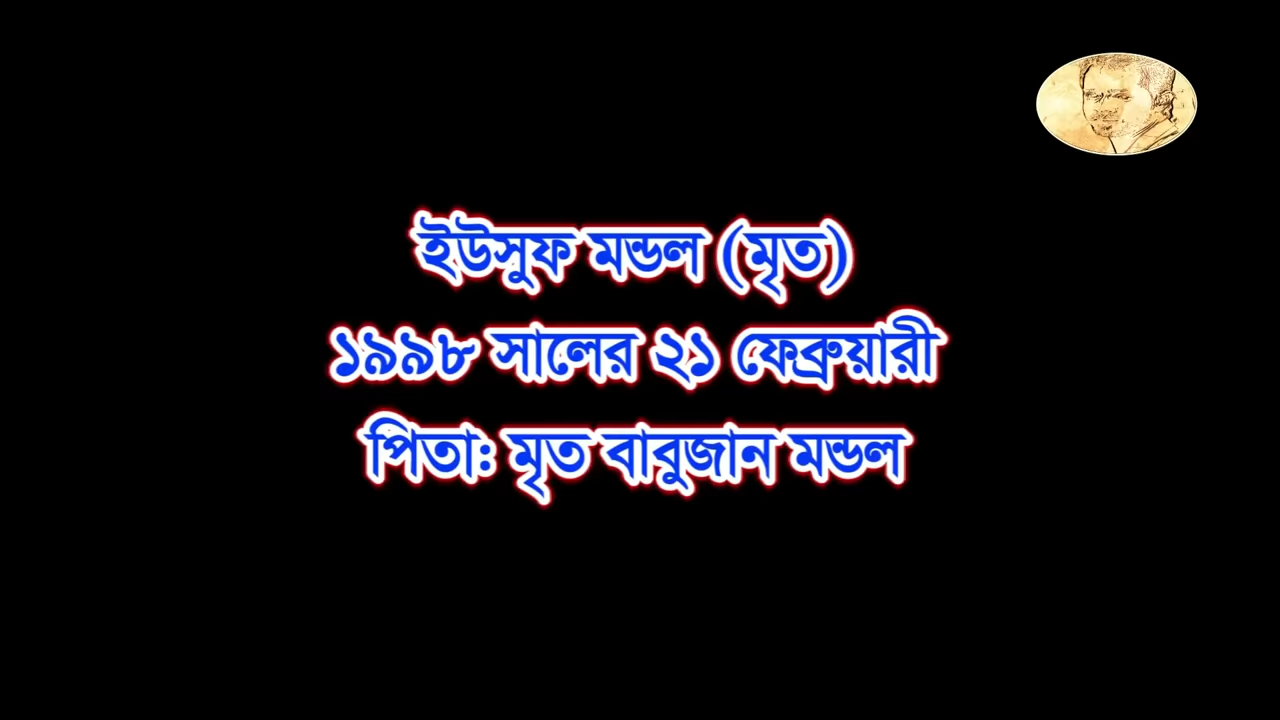 ইউসুফ মন্ডল (মৃত)
১৯৯৮ সালের ২১ ফেব্রুয়ারী
পিতাঃ মৃত বাবুজান মন্ডল